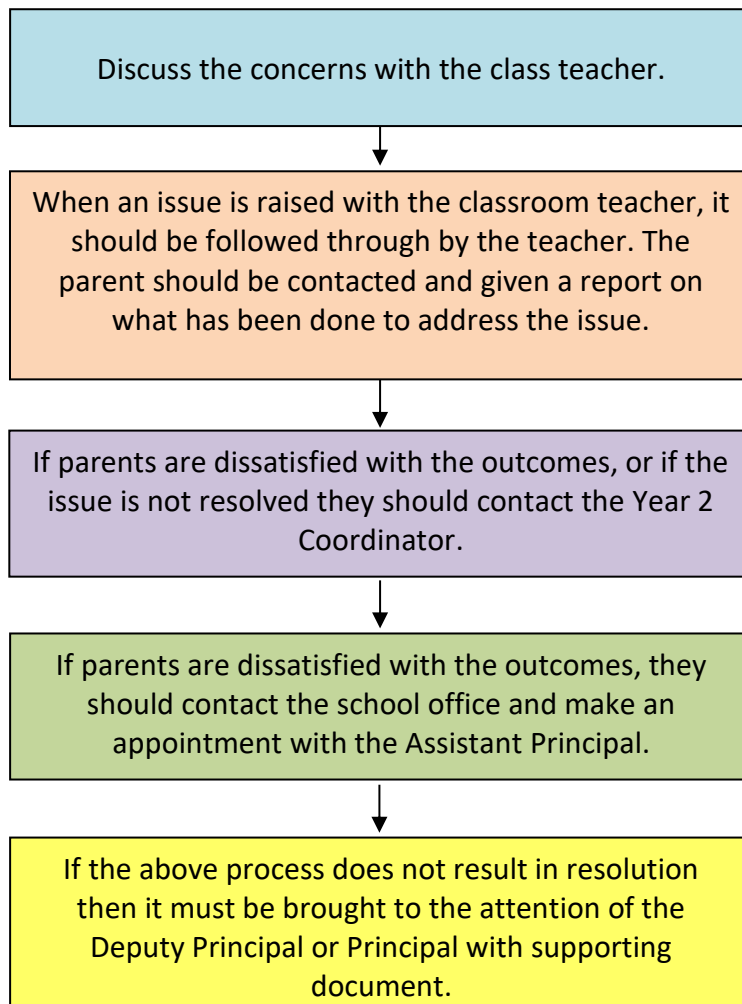 Discuss the concerns with the class teacher.
When an issue is raised with the classroom teacher, it
should be followed through by the teacher. The
parent should be contacted and given a report on
what has been done to address the issue.
If parents are dissatisfied with the outcomes, or if the
issue is not resolved they should contact the Year 2
Coordinator.
If parents are dissatisfied with the outcomes, they
should contact the school office and make an
appointment with the Assistant Principal.
If the above process does not result in resolution
then it must be brought to the attention of the
Deputy Principal or Principal with supporting
document.